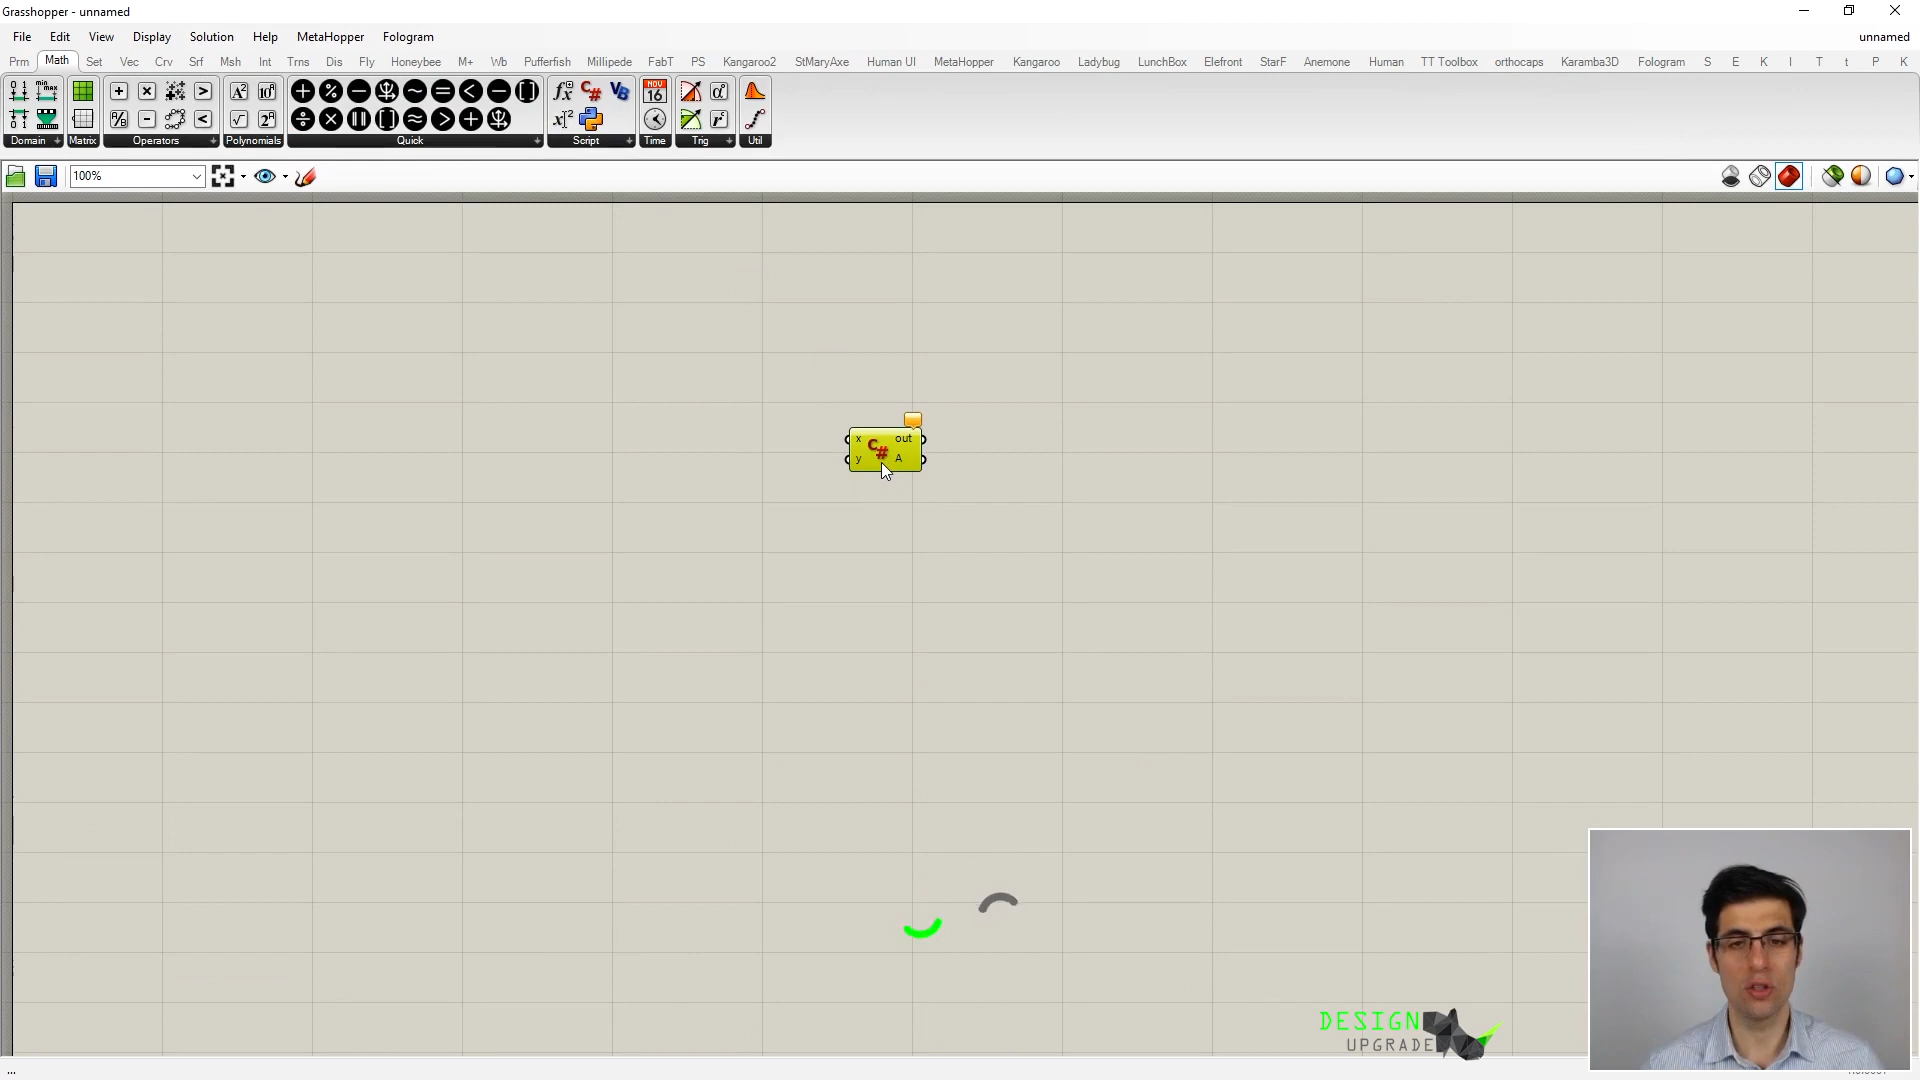 Grasshopper - unnamed
File Edit View Display Solution Help MetaHopper Fologram unnamed
Prm Math Set Vec Crv Srf Msh Int Trns Dis Fly Honeybee M+ Wb Pufferfish Millipede FabT PS Kangaroo2 StMaryAxe Human UI MetaHopper Kangaroo Ladybug LunchBox Elefront StarF Anemone Human TT Toolbox orthocaps Karamba3D Fologram S E K I T t P K
Domain Matrix Operators Polynomials Quick Script Time Trig Util
100%
x C# out
y A
DESIGN
UPGRADE
...